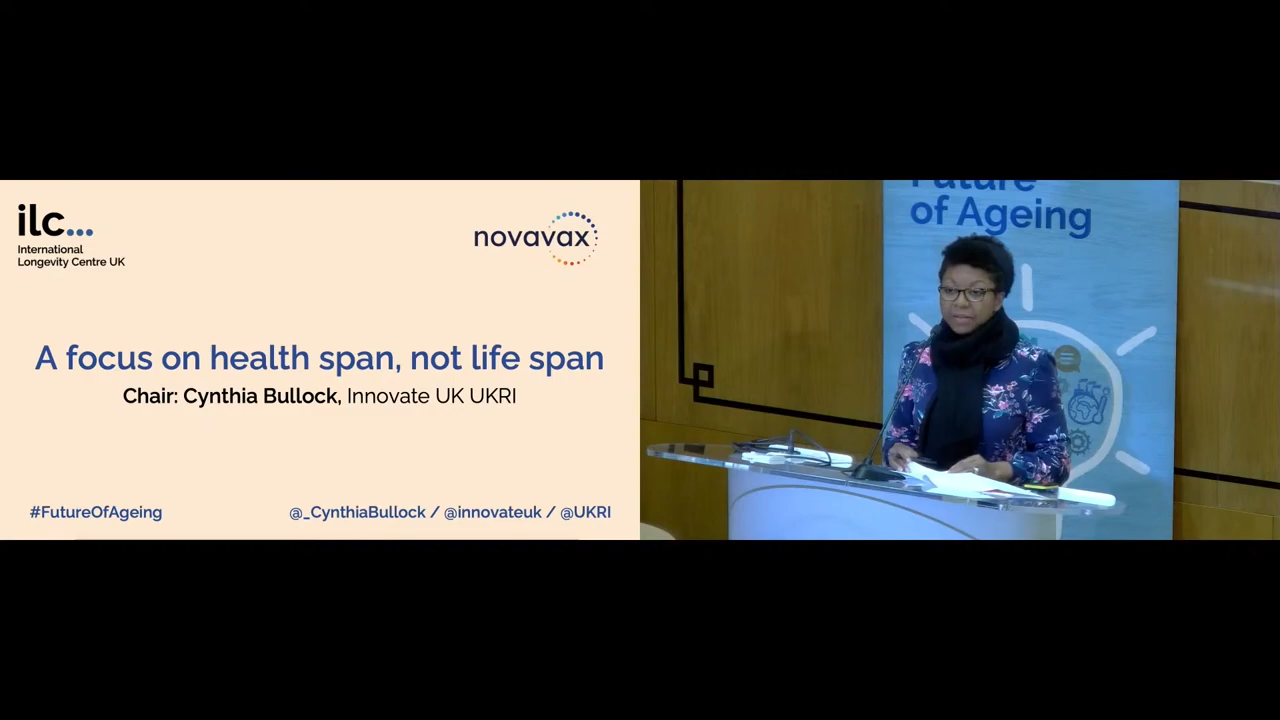 ilc...
International
Longevity Centre UK
novavax
A focus on health span, not life span
Chair: Cynthia Bullock, Innovate UK UKRI
#FutureOfAgeing
@_CynthiaBullock / @innovateuk / @UKRI
Future
of Ageing